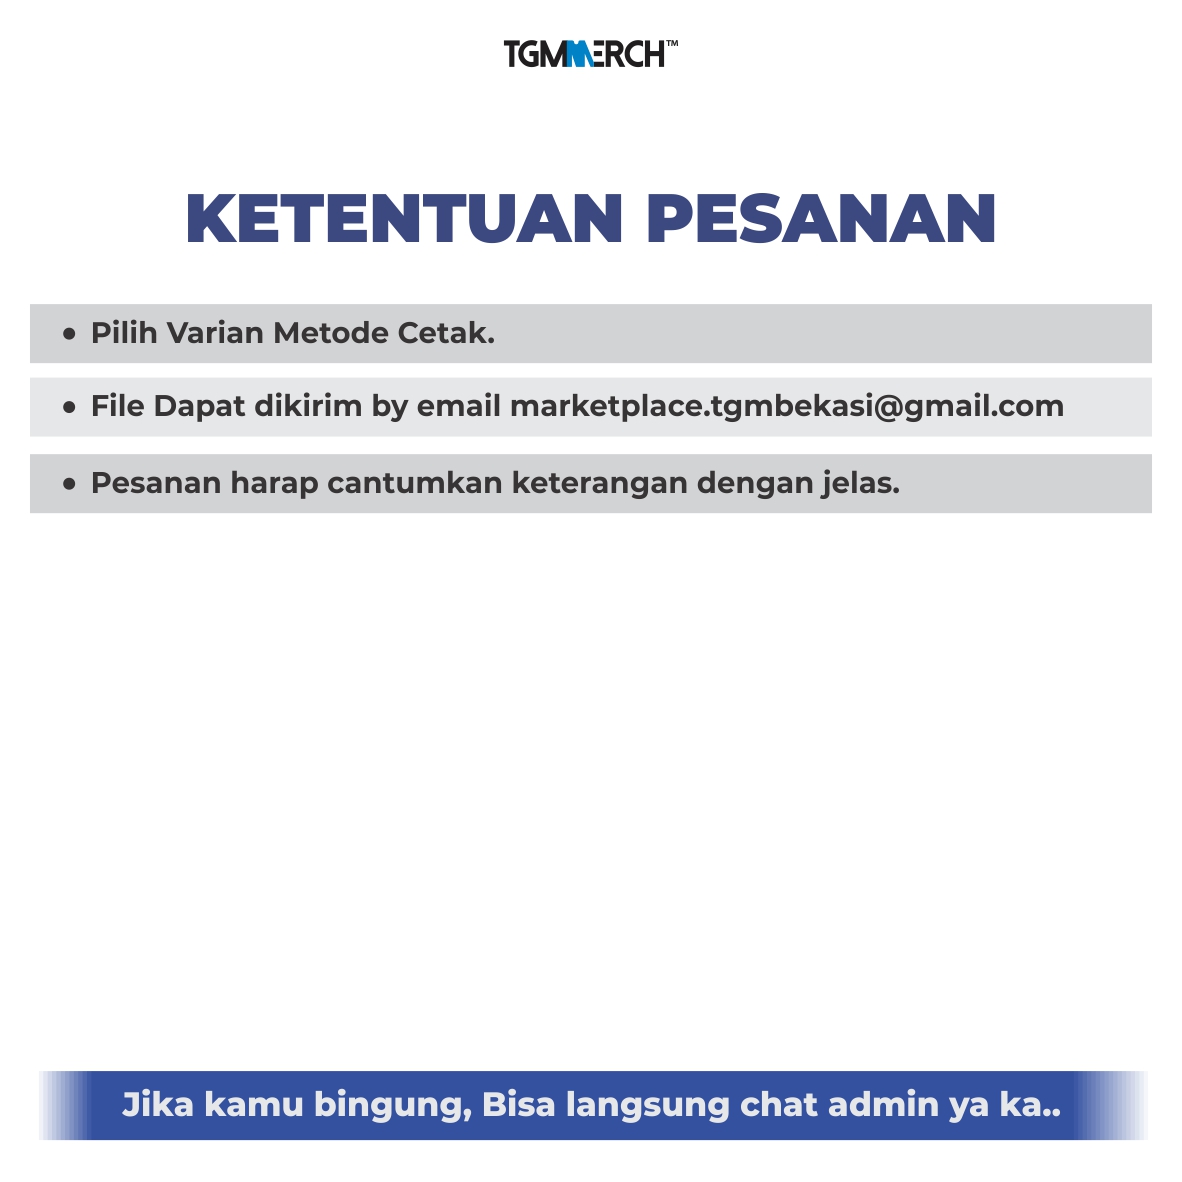 TGMMERCH™
KETENTUAN PESANAN
• Pilih Varian Metode Cetak.
• File Dapat dikirim by email marketplace.tgmbekasi@gmail.com
• Pesanan harap cantumkan keterangan dengan jelas.
Jika kamu bingung, Bisa langsung chat admin ya ka..